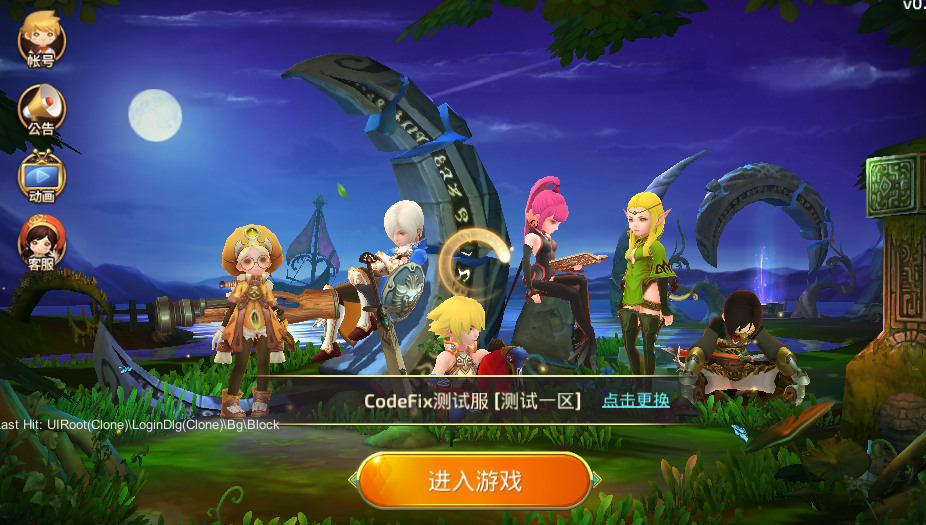 v0.
帐号
公告
动画
客服
CodeFix测试服 [测试一区] 点击更换
ast Hit: UIRoot(Clone)\LoginDlg(Clone)\Bg\Block
进入游戏